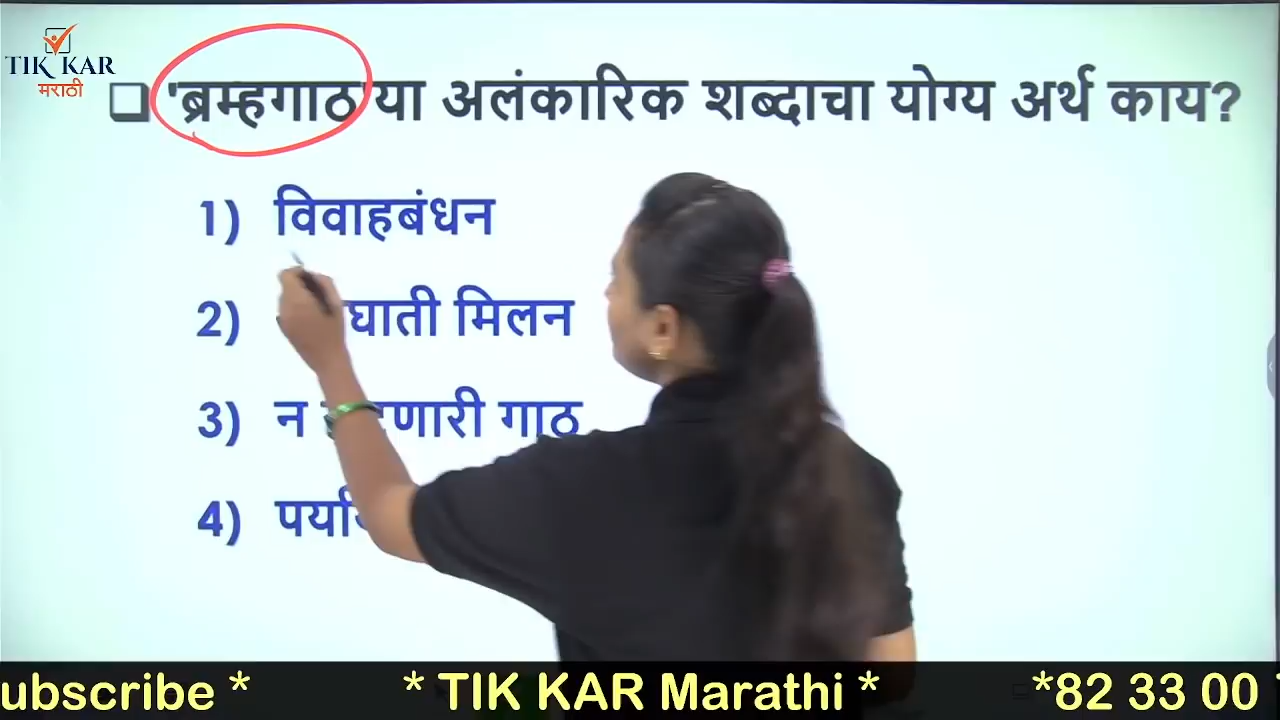 TIK KAR
मराठी
'ब्रम्हगाठ' या अलंकारिक शब्दाचा योग्य अर्थ काय?
1) विवाहबंधन
2) मिलन
3) न गाठ
4)
ubscribe * * TIK KAR Marathi * *82 33 00